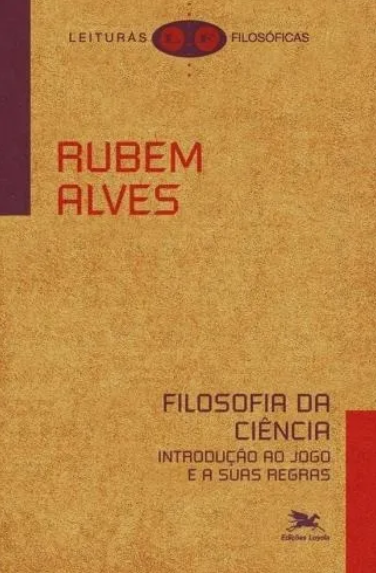 LEITURAS L F FILOSÓFICAS
RUBEM
ALVES
FILOSOFIA DA
CIÊNCIA
INTRODUÇÃO AO JOGO
E A SUAS REGRAS
Edições Loyola